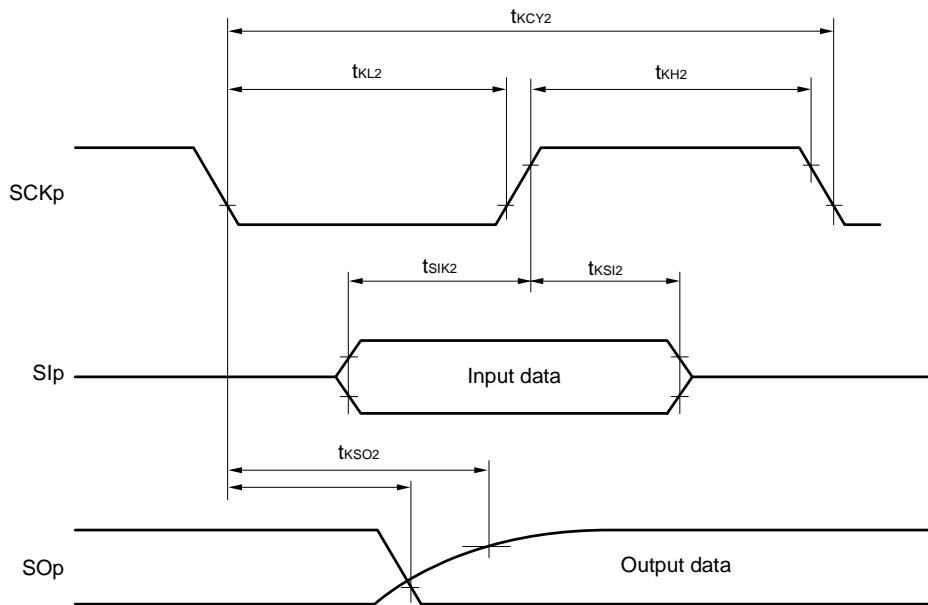 tKCY2
tKL2
tKH2
SCKp
tSIK2
tKSI2
SIp
Input data
tKSO2
SOp
Output data